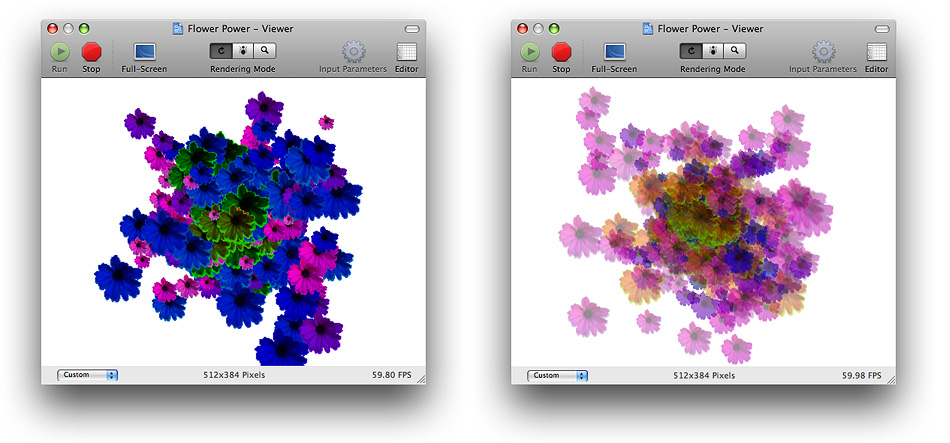 Flower Power – Viewer
Run Stop Full-Screen Rendering Mode Input Parameters Editor
Custom 512x384 Pixels 59.80 FPS
Flower Power – Viewer
Run Stop Full-Screen Rendering Mode Input Parameters Editor
Custom 512x384 Pixels 59.98 FPS